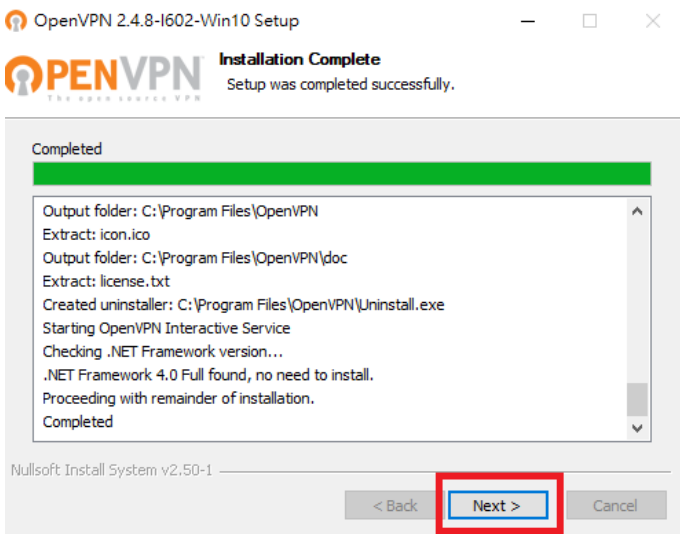 OpenVPN 2.4.8-I602-Win10 Setup
OPENVPN
The open source VPN
Installation Complete
Setup was completed successfully.
Completed
Output folder: C:\Program Files\OpenVPN
Extract: icon.ico
Output folder: C:\Program Files\OpenVPN\doc
Extract: license.txt
Created uninstaller: C:\Program Files\OpenVPN\Uninstall.exe
Starting OpenVPN Interactive Service
Checking .NET Framework version...
.NET Framework 4.0 Full found, no need to install.
Proceeding with remainder of installation.
Completed
Nullsoft Install System v2.50-1
< Back Next > Cancel